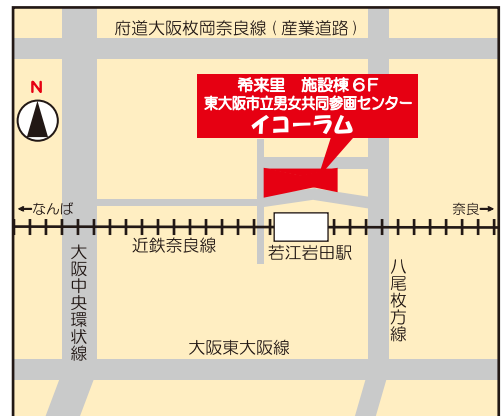 府道大阪枚岡奈良線(産業道路)
N
希来里　施設棟6F
東大阪市立男女共同参画センター
イコーラム
←なんば
奈良→
近鉄奈良線
若江岩田駅
大阪中央環状線
八尾枚方線
大阪東大阪線